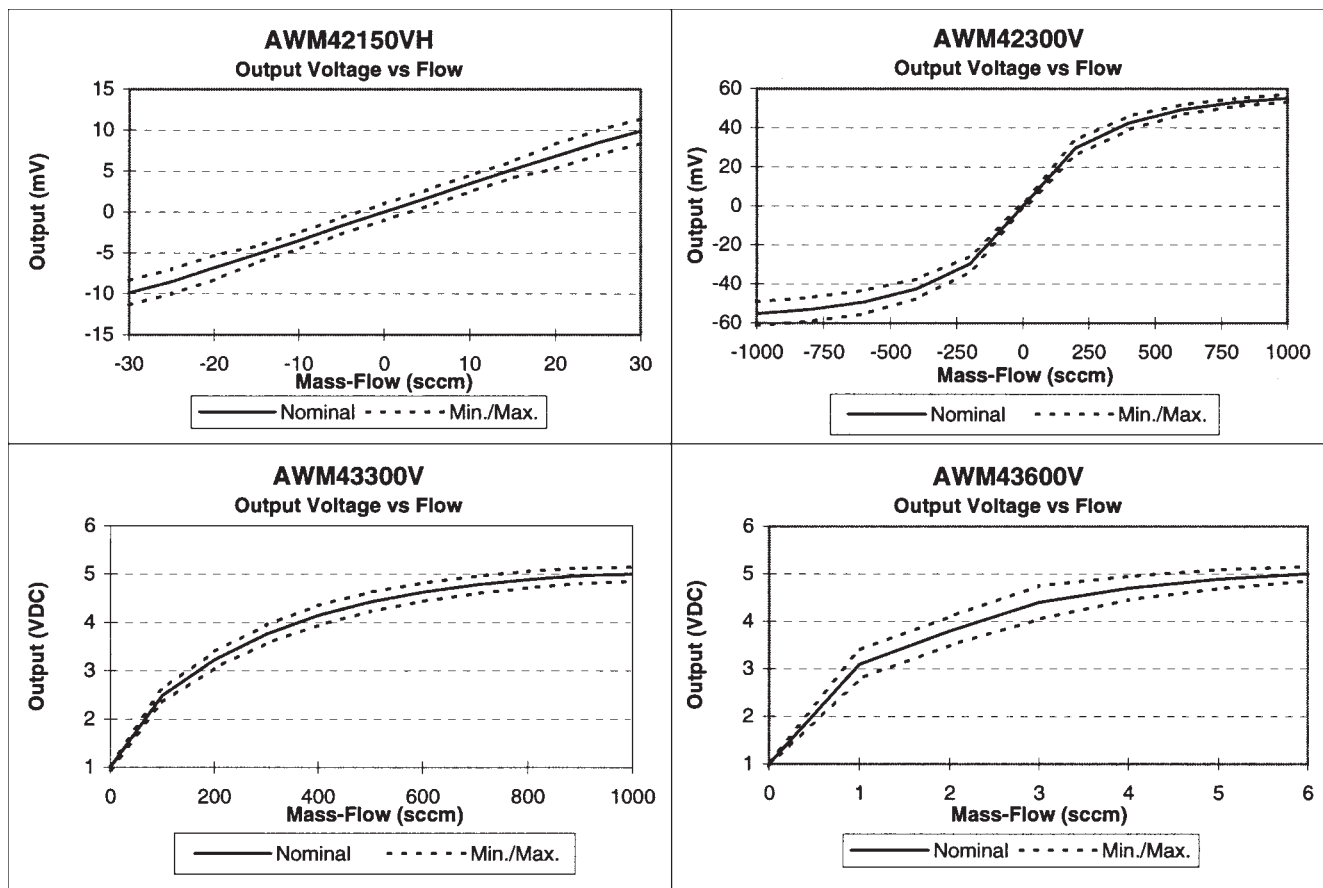 AWM42150VH
Output Voltage vs Flow
Output (mV)
15
10
5
0
-5
-10
-15
-30 -20 -10 0 10 20 30
Mass-Flow (sccm)
Nominal Min./Max.
AWM42300V
Output Voltage vs Flow
Output (mV)
60
40
20
0
-20
-40
-60
-1000 -750 -500 -250 0 250 500 750 1000
Mass-Flow (sccm)
Nominal Min./Max.
AWM43300V
Output Voltage vs Flow
Output (VDC)
6
5
4
3
2
1
0 200 400 600 800 1000
Mass-Flow (sccm)
Nominal Min./Max.
AWM43600V
Output Voltage vs Flow
Output (VDC)
6
5
4
3
2
1
0 1 2 3 4 5 6
Mass-Flow (sccm)
Nominal Min./Max.